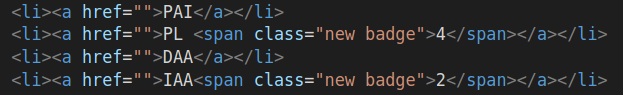 <li><a href="">PAI</a></li>
<li><a href="">PL <span class="new badge">4</span></a></li>
<li><a href="">DAA</a></li>
<li><a href="">IAA<span class="new badge">2</span></a></li>